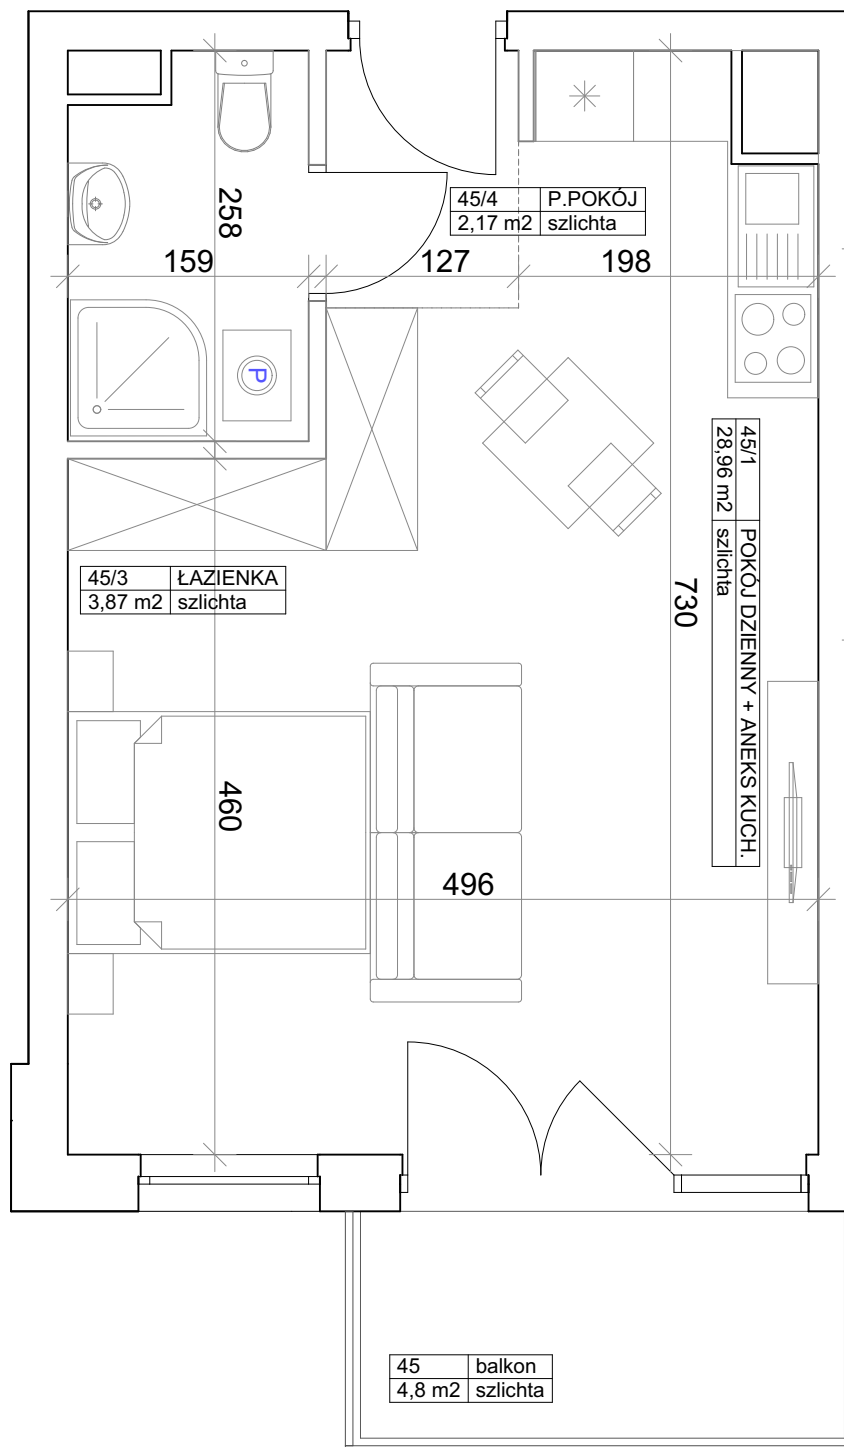 258
45/4 P.POKÓJ
2,17 m2 szlichta
159
127
198
P
45/1 POKÓJ DZIENNY + ANEKS KUCH.
28,96 m2 szlichta
45/3 ŁAZIENKA
3,87 m2 szlichta
730
460
496
45 balkon
4,8 m2 szlichta